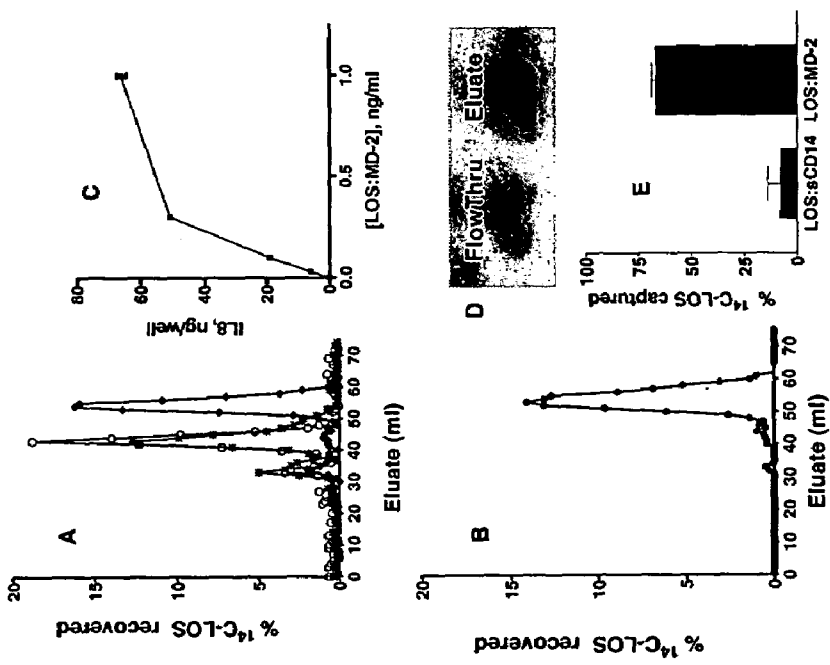 A
% ¹⁴C-LOS recovered
20
15
10
5
0
0 10 20 30 40 50 60 70
Eluate (ml)
B
% ¹⁴C-LOS recovered
20
15
10
5
0
0 10 20 30 40 50 60 70
Eluate (ml)
C
IL8, ng/well
80
60
40
20
0
0.0 0.5 1.0
[LOS:MD-2], ng/ml
D
FlowThru Eluate
E
% ¹⁴C-LOS captured
100
75
50
25
0
LOS:sCD14 LOS:MD-2